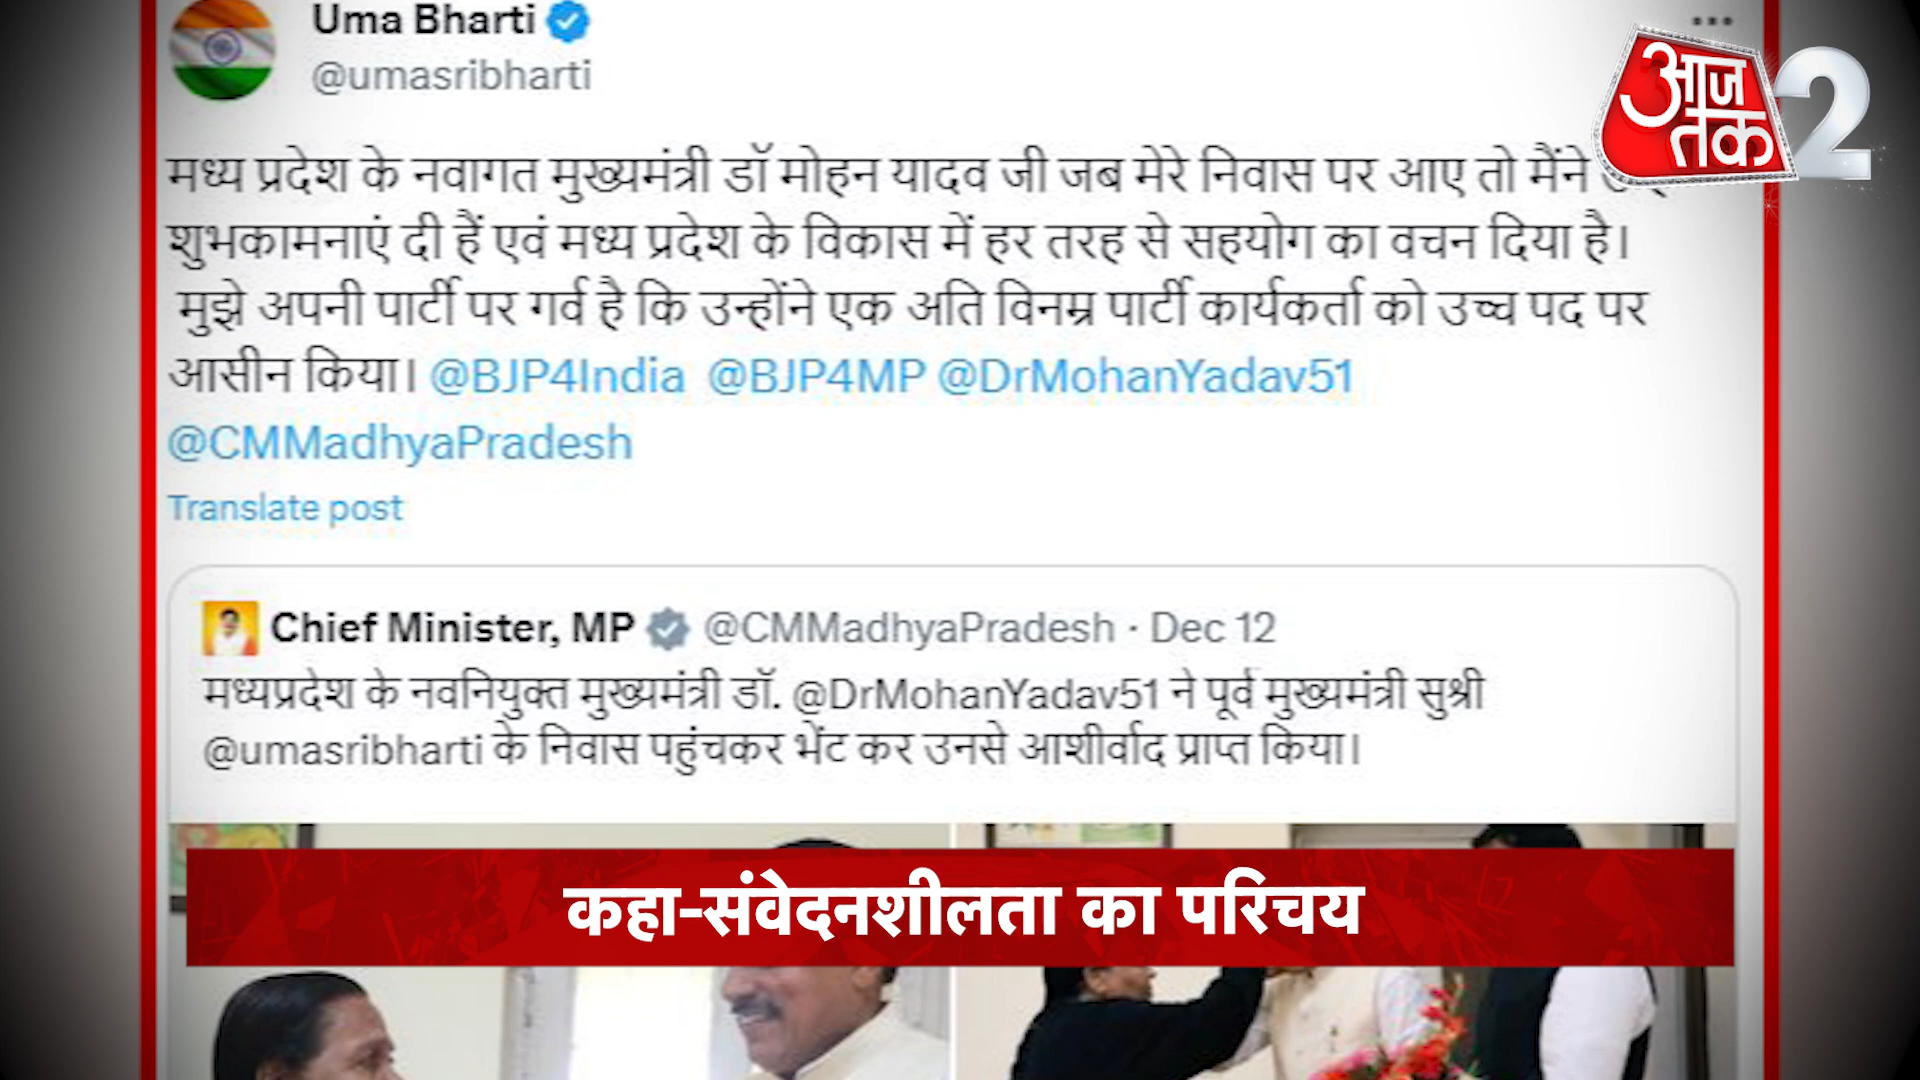 Uma Bharti
@umasribharti
आज तक 2
मध्य प्रदेश के नवागत मुख्यमंत्री डॉ मोहन यादव जी जब मेरे निवास पर आए तो मैंने
शुभकामनाएं दी हैं एवं मध्य प्रदेश के विकास में हर तरह से सहयोग का वचन दिया है।
मुझे अपनी पार्टी पर गर्व है कि उन्होंने एक अति विनम्र पार्टी कार्यकर्ता को उच्च पद पर
आसीन किया। @BJP4India @BJP4MP @DrMohanYadav51
@CMMadhyaPradesh
Translate post
Chief Minister, MP @CMMadhyaPradesh · Dec 12
मध्यप्रदेश के नवनियुक्त मुख्यमंत्री डॉ. @DrMohanYadav51 ने पूर्व मुख्यमंत्री सुश्री
@umasribharti के निवास पहुंचकर भेंट कर उनसे आशीर्वाद प्राप्त किया।
कहा-संवेदनशीलता का परिचय